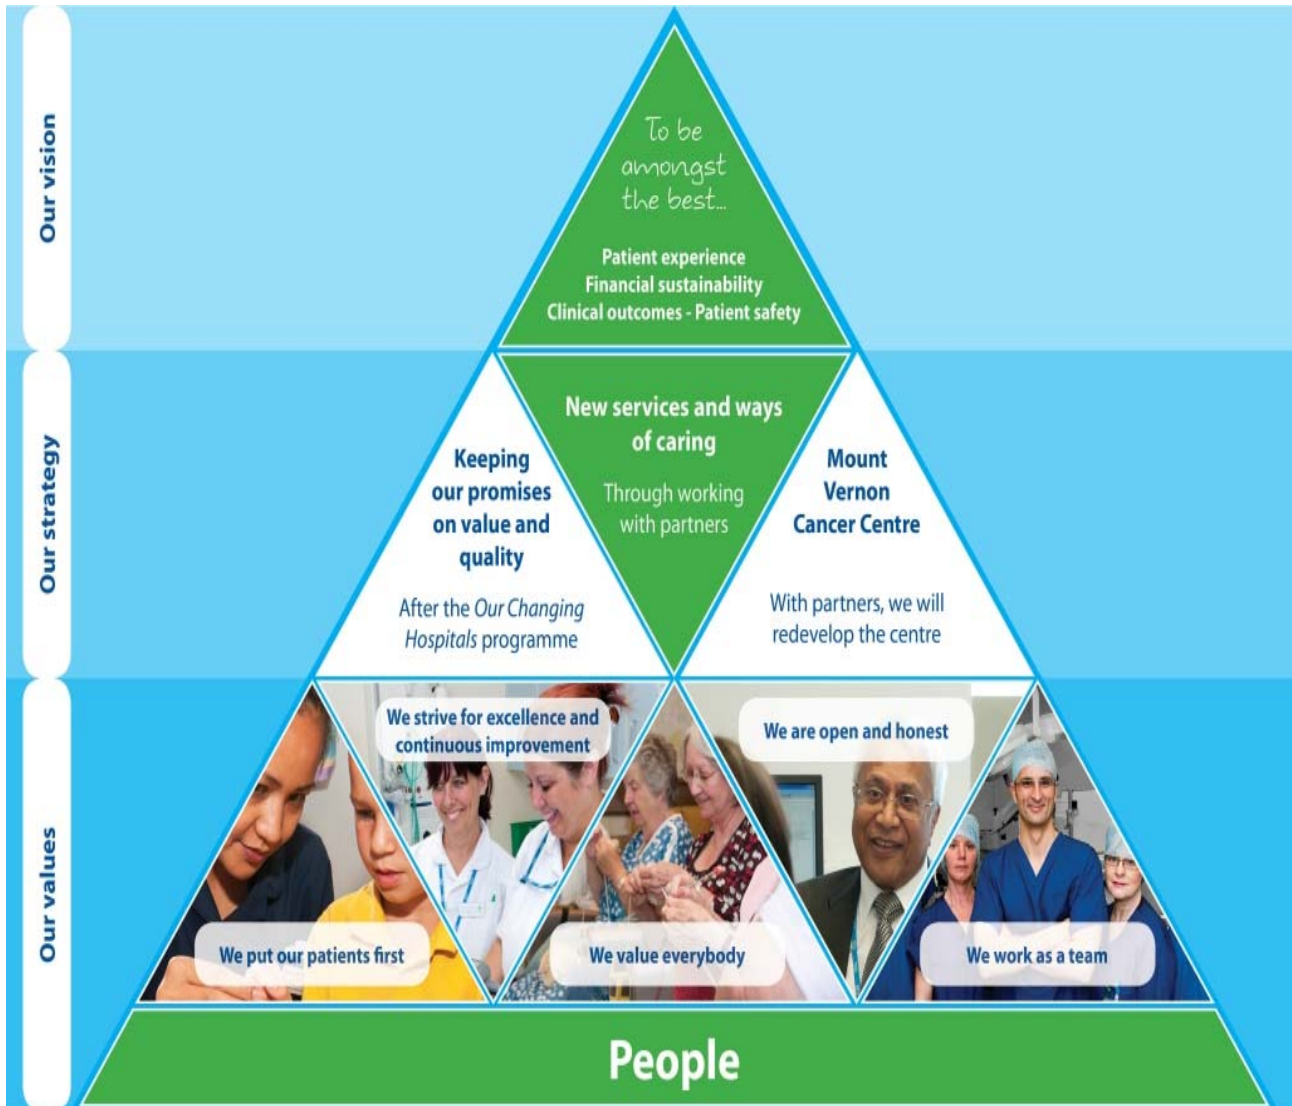 Our vision
To be
amongst
the best...
Patient experience
Financial sustainability
Clinical outcomes - Patient safety
Our strategy
Keeping
our promises
on value and
quality
After the Our Changing
Hospitals programme
New services and ways
of caring
Through working
with partners
Mount
Vernon
Cancer Centre
With partners, we will
redevelop the centre
Our values
We put our patients first
We strive for excellence and
continuous improvement
We value everybody
We are open and honest
We work as a team
People